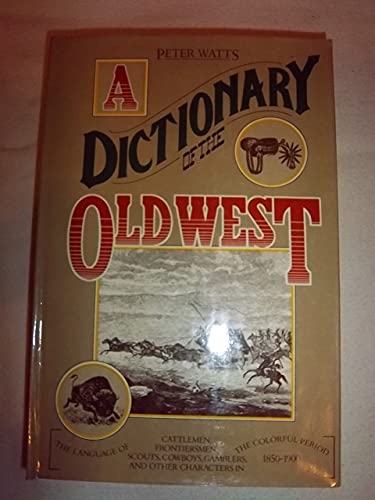 PETER WATTS
A
DICTIONARY
OF THE
OLD WEST
THE LANGUAGE OF
CATTLEMEN,
FRONTIERSMEN,
SCOUTS, COWBOYS, GAMBLERS,
AND OTHER CHARACTERS IN
THE COLORFUL PERIOD
1850-1900